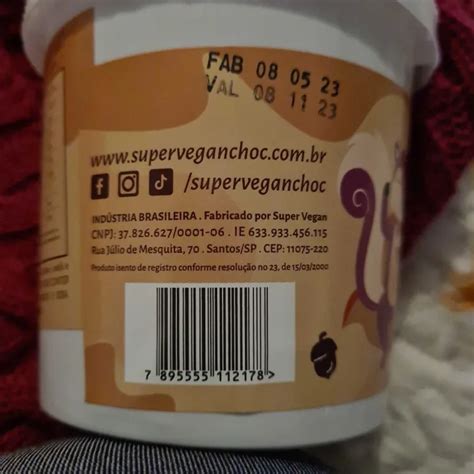 FAB 08 05 23
VAL 08 11 23
www.superveganchoc.com.br
/superveganchoc
INDÚSTRIA BRASILEIRA . Fabricado por Super Vegan
CNPJ: 37.826.627/0001-06 . IE 633.933.456.115
Rua Júlio de Mesquita, 70 . Santos/SP . CEP: 11075-220
Produto isento de registro conforme resolução no 23, de 15/03/2000
7 895555 112178 >